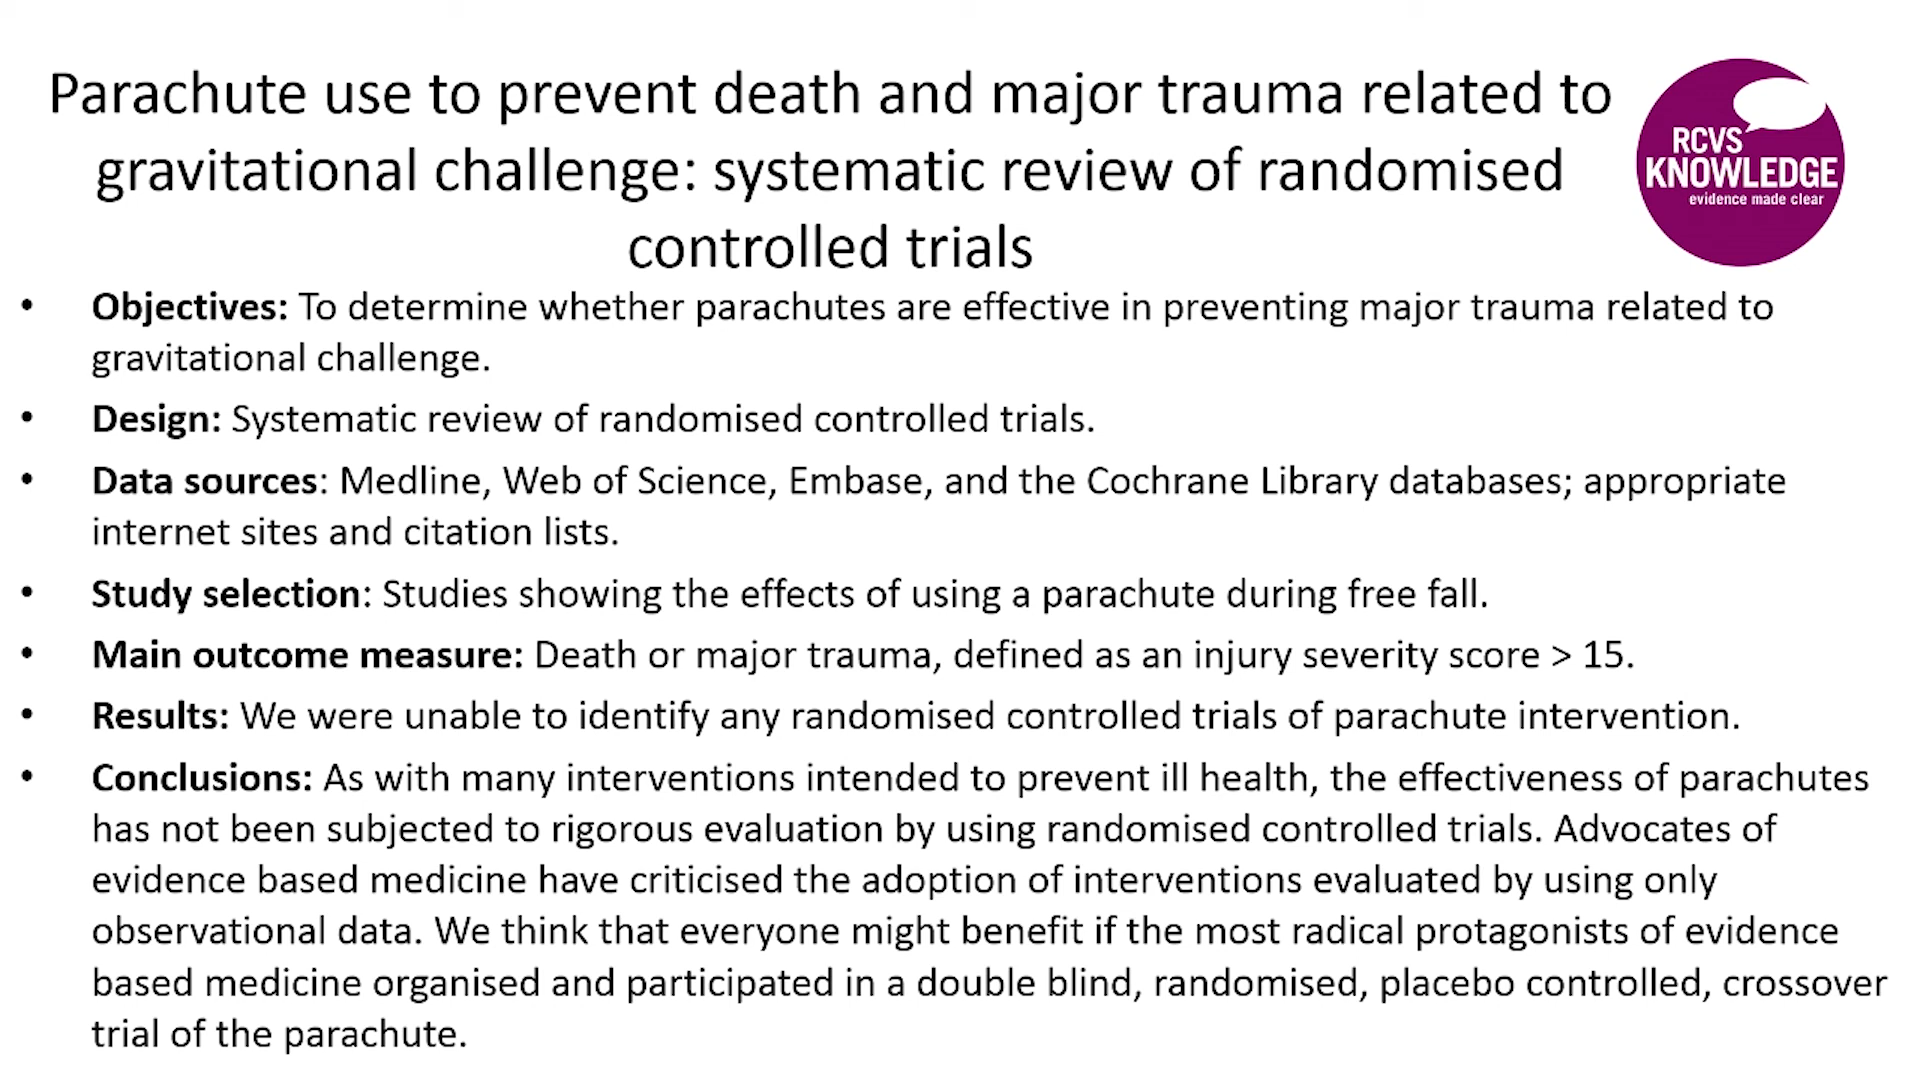 Parachute use to prevent death and major trauma related to
gravitational challenge: systematic review of randomised
controlled trials
RCVS
KNOWLEDGE
evidence made clear
• Objectives: To determine whether parachutes are effective in preventing major trauma related to
gravitational challenge.
• Design: Systematic review of randomised controlled trials.
• Data sources: Medline, Web of Science, Embase, and the Cochrane Library databases; appropriate
internet sites and citation lists.
• Study selection: Studies showing the effects of using a parachute during free fall.
• Main outcome measure: Death or major trauma, defined as an injury severity score > 15.
• Results: We were unable to identify any randomised controlled trials of parachute intervention.
• Conclusions: As with many interventions intended to prevent ill health, the effectiveness of parachutes
has not been subjected to rigorous evaluation by using randomised controlled trials. Advocates of
evidence based medicine have criticised the adoption of interventions evaluated by using only
observational data. We think that everyone might benefit if the most radical protagonists of evidence
based medicine organised and participated in a double blind, randomised, placebo controlled, crossover
trial of the parachute.